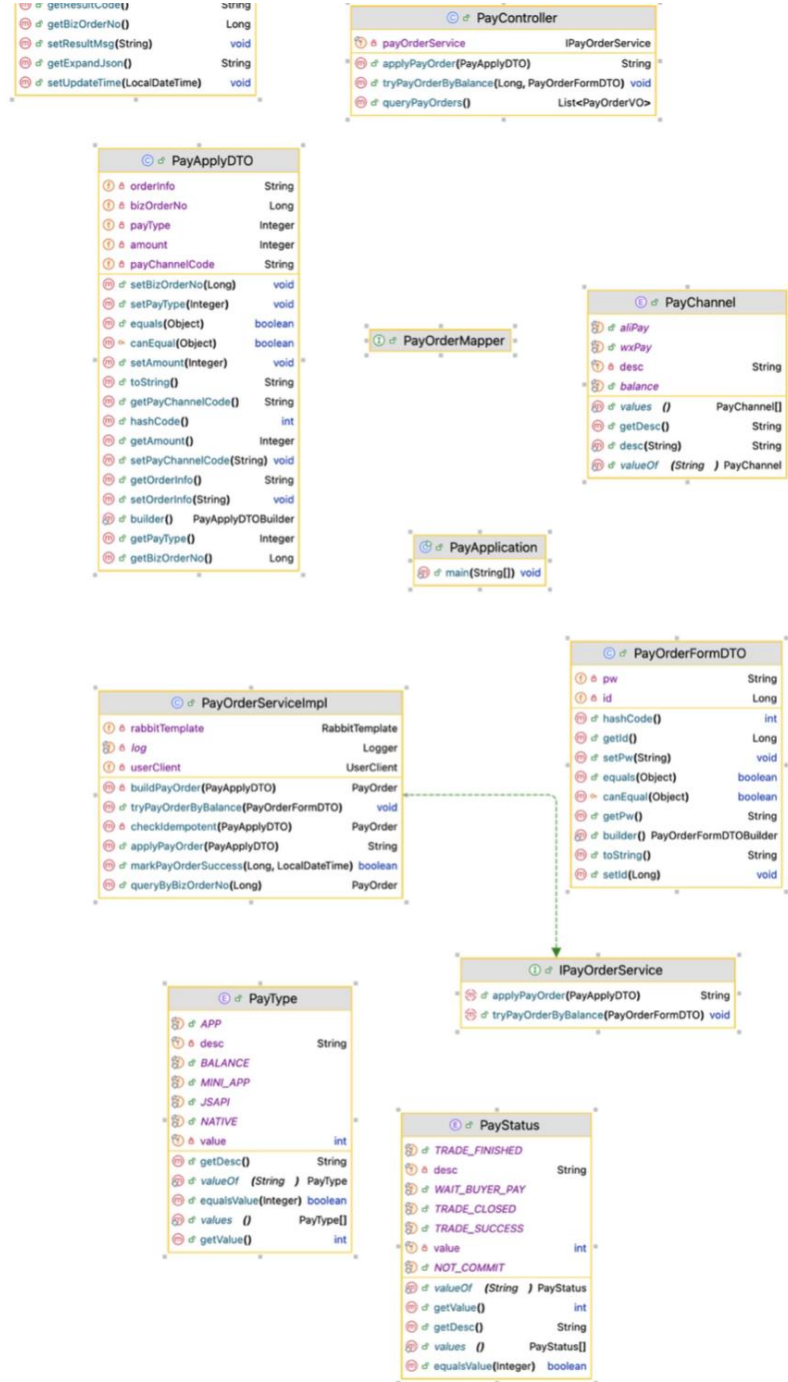 getResultCode() String
getBizOrderNo() Long
setResultMsg(String) void
getExpandJson() String
setUpdateTime(LocalDateTime) void
PayController
payOrderService IPayOrderService
applyPayOrder(PayApplyDTO) String
tryPayOrderByBalance(Long, PayOrderFormDTO) void
queryPayOrders() List<PayOrderVO>
PayApplyDTO
orderInfo String
bizOrderNo Long
payType Integer
amount Integer
payChannelCode String
setBizOrderNo(Long) void
setPayType(Integer) void
equals(Object) boolean
canEqual(Object) boolean
setAmount(Integer) void
toString() String
getPayChannelCode() String
hashCode() int
getAmount() Integer
setPayChannelCode(String) void
getOrderInfo() String
setOrderInfo(String) void
builder() PayApplyDTOBuilder
getPayType() Integer
getBizOrderNo() Long
PayOrderMapper
PayChannel
aliPay
wxPay
desc String
balance
values () PayChannel[]
getDesc() String
desc(String) String
valueOf (String ) PayChannel
PayApplication
main(String[]) void
PayOrderFormDTO
pw String
id Long
hashCode() int
getId() Long
setPw(String) void
equals(Object) boolean
canEqual(Object) boolean
getPw() String
builder() PayOrderFormDTOBuilder
toString() String
setId(Long) void
PayOrderServiceImpl
rabbitTemplate RabbitTemplate
log Logger
userClient UserClient
buildPayOrder(PayApplyDTO) PayOrder
tryPayOrderByBalance(PayOrderFormDTO) void
checkIdempotent(PayApplyDTO) PayOrder
applyPayOrder(PayApplyDTO) String
markPayOrderSuccess(Long, LocalDateTime) boolean
queryByBizOrderNo(Long) PayOrder
IPayOrderService
applyPayOrder(PayApplyDTO) String
tryPayOrderByBalance(PayOrderFormDTO) void
PayType
APP
desc String
BALANCE
MINI_APP
JSAPI
NATIVE
value int
getDesc() String
valueOf (String ) PayType
equalsValue(Integer) boolean
values () PayType[]
getValue() int
PayStatus
TRADE_FINISHED
desc String
WAIT_BUYER_PAY
TRADE_CLOSED
TRADE_SUCCESS
value int
NOT_COMMIT
valueOf (String ) PayStatus
getValue() int
getDesc() String
values () PayStatus[]
equalsValue(Integer) boolean